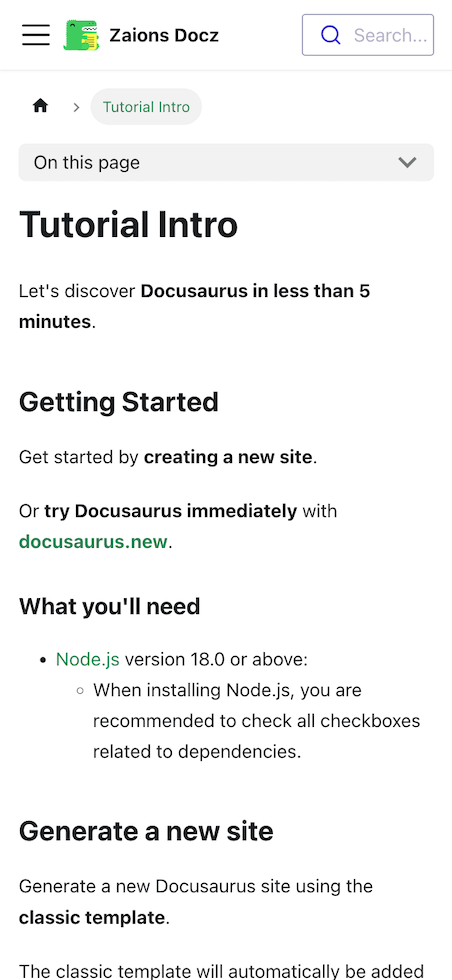 Zaions Docz
Search...
Tutorial Intro
On this page
Tutorial Intro
Let's discover Docusaurus in less than 5
minutes.
Getting Started
Get started by creating a new site.
Or try Docusaurus immediately with
docusaurus.new.
What you'll need
• Node.js version 18.0 or above:
○ When installing Node.js, you are
recommended to check all checkboxes
related to dependencies.
Generate a new site
Generate a new Docusaurus site using the
classic template.
The classic template will automatically be added